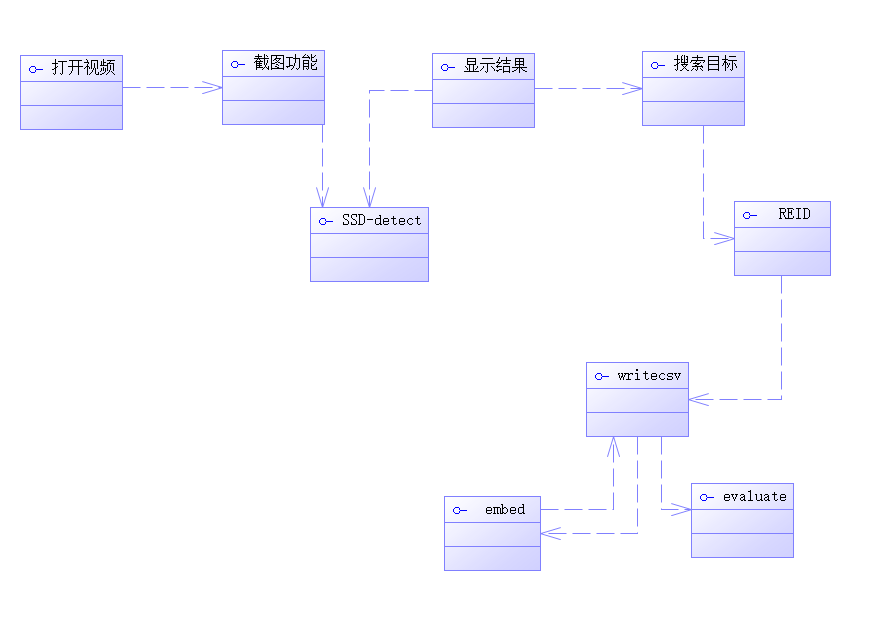 打开视频
截图功能
显示结果
搜索目标
SSD-detect
REID
writecsv
embed
evaluate